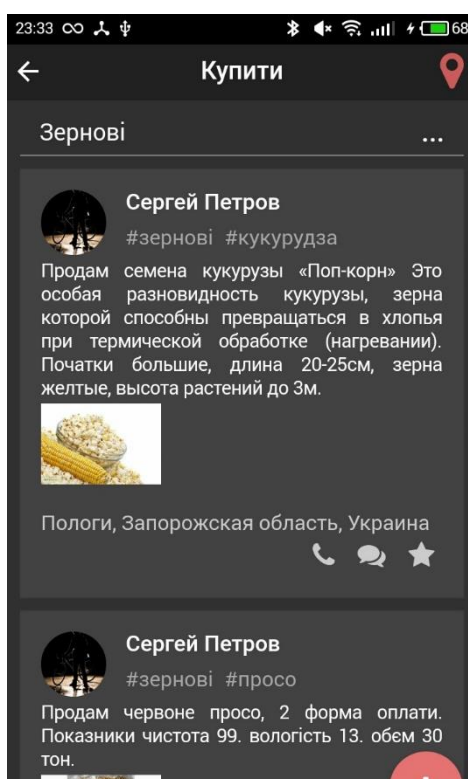 23:33 68
Купити
Зернові ...
Сергей Петров
#зернові #кукурудза
Продам семена кукурузы «Поп-корн» Это
особая разновидность кукурузы, зерна
которой способны превращаться в хлопья
при термической обработке (нагревании).
Початки большие, длина 20-25см, зерна
желтые, высота растений до 3м.
Пологи, Запорожская область, Украина
Сергей Петров
#зернові #просо
Продам червоне просо, 2 форма оплати.
Показники чистота 99. вологість 13. обєм 30
тон.